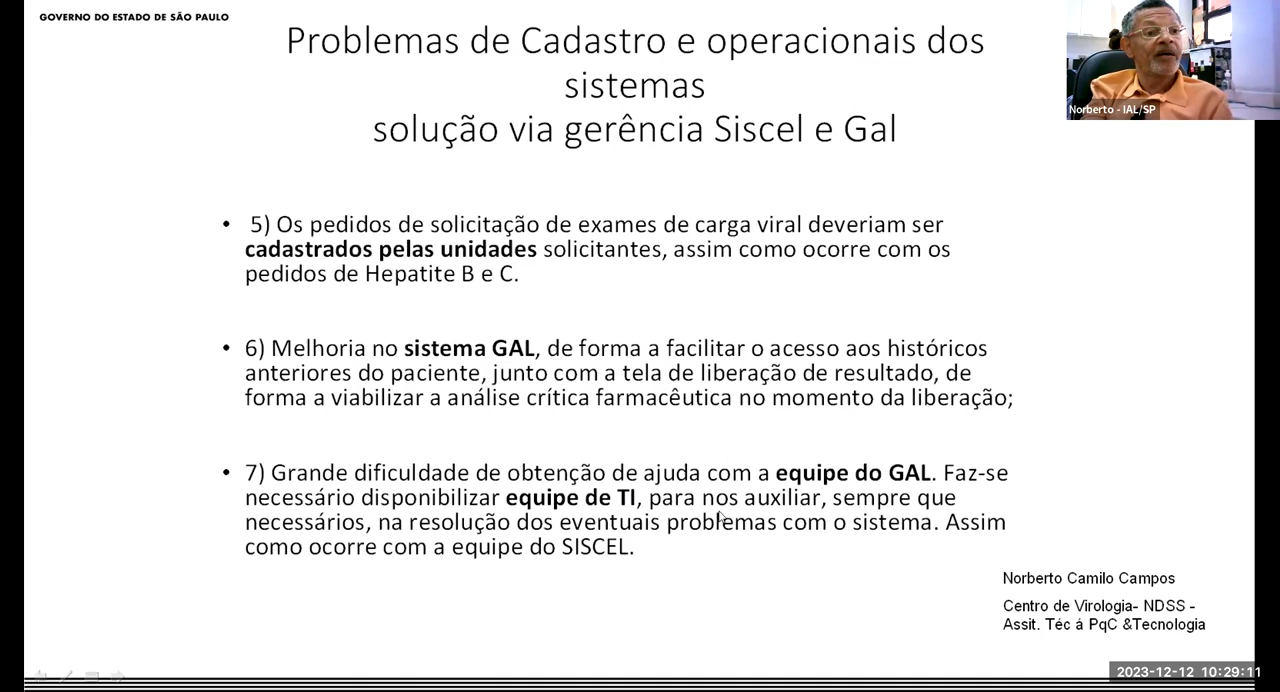 GOVERNO DO ESTADO DE SÃO PAULO
Problemas de Cadastro e operacionais dos
sistemas
solução via gerência Siscel e Gal
Norberto - IAL/SP
• 5) Os pedidos de solicitação de exames de carga viral deveriam ser
cadastrados pelas unidades solicitantes, assim como ocorre com os
pedidos de Hepatite B e C.
• 6) Melhoria no sistema GAL, de forma a facilitar o acesso aos históricos
anteriores do paciente, junto com a tela de liberação de resultado, de
forma a viabilizar a análise crítica farmacêutica no momento da liberação;
• 7) Grande dificuldade de obtenção de ajuda com a equipe do GAL. Faz-se
necessário disponibilizar equipe de TI, para nos auxiliar, sempre que
necessários, na resolução dos eventuais problemas com o sistema. Assim
como ocorre com a equipe do SISCEL.
Norberto Camilo Campos
Centro de Virologia- NDSS -
Assit. Téc á PqC &Tecnologia
2023-12-12 10:29:11